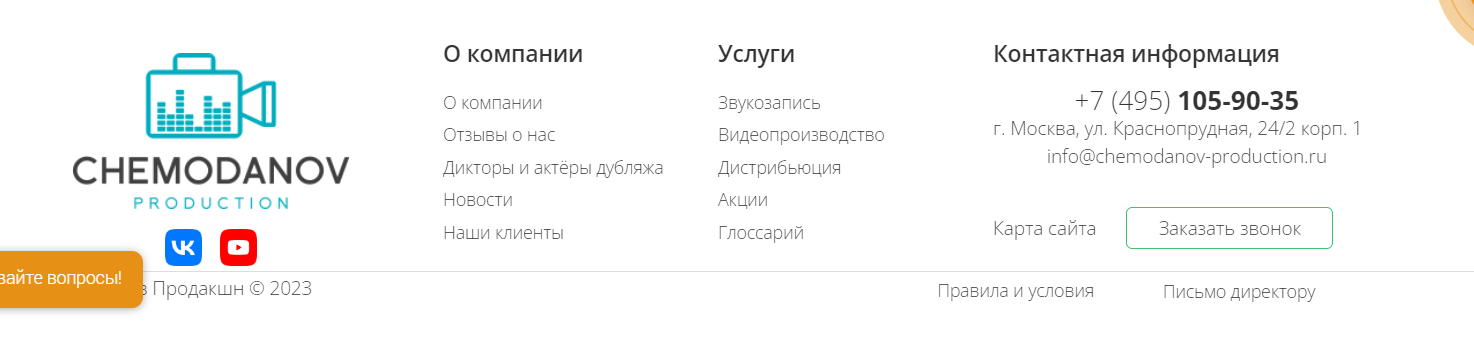 CHEMODANOV
PRODUCTION
О компании
О компании
Отзывы о нас
Дикторы и актёры дубляжа
Новости
Наши клиенты
Услуги
Звукозапись
Видеопроизводство
Дистрибьюция
Акции
Глоссарий
Контактная информация
+7 (495) 105-90-35
г. Москва, ул. Краснопрудная, 24/2 корп. 1
info@chemodanov-production.ru
Карта сайта
Заказать звонок
вайте вопросы!
в Продакшн © 2023
Правила и условия
Письмо директору